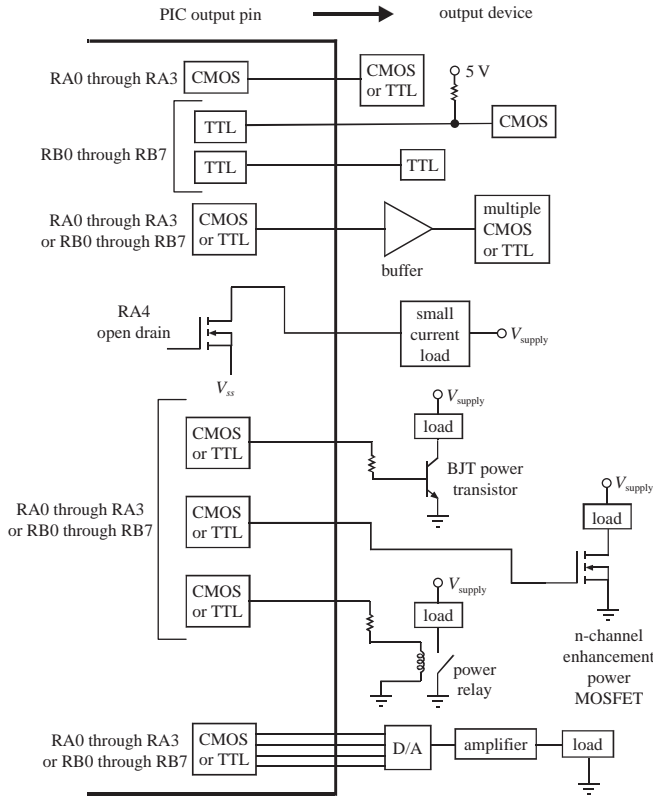 PIC output pin
output device
RA0 through RA3
CMOS
CMOS
or TTL
5 V
RB0 through RB7
TTL
CMOS
TTL
TTL
RA0 through RA3
or RB0 through RB7
CMOS
or TTL
buffer
multiple
CMOS
or TTL
RA4
open drain
Vss
small
current
load
Vsupply
RA0 through RA3
or RB0 through RB7
CMOS
or TTL
Vsupply
load
BJT power
transistor
CMOS
or TTL
Vsupply
load
n-channel
enhancement
power
MOSFET
CMOS
or TTL
Vsupply
load
power
relay
RA0 through RA3
or RB0 through RB7
CMOS
or TTL
D/A
amplifier
load